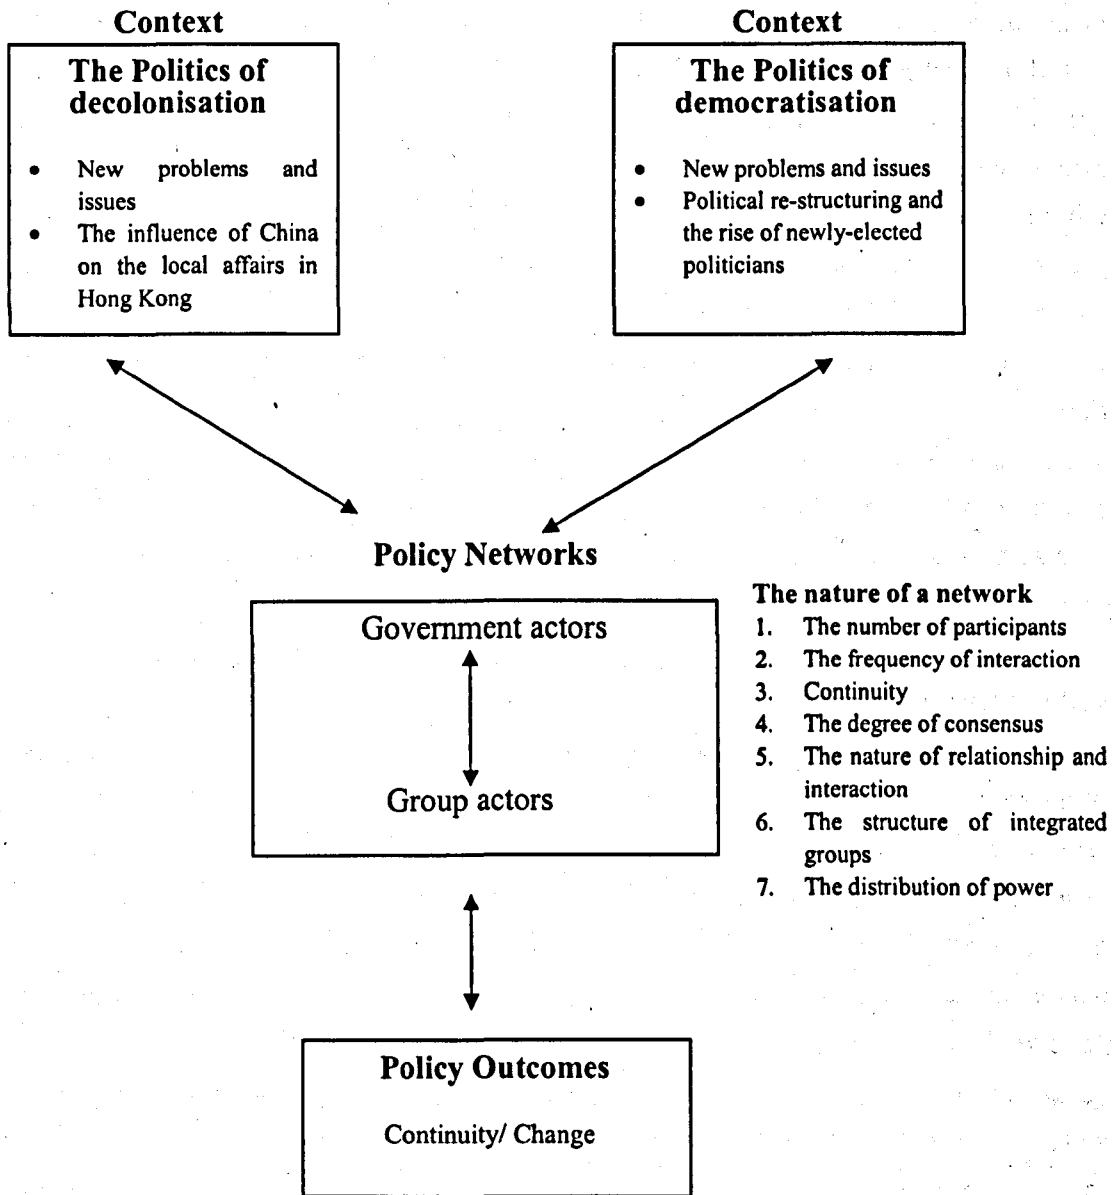 Context
The Politics of
decolonisation
• New problems and
issues
• The influence of China
on the local affairs in
Hong Kong
Context
The Politics of
democratisation
• New problems and issues
• Political re-structuring and
the rise of newly-elected
politicians
Policy Networks
Government actors
Group actors
The nature of a network
1. The number of participants
2. The frequency of interaction
3. Continuity
4. The degree of consensus
5. The nature of relationship and
interaction
6. The structure of integrated
groups
7. The distribution of power
Policy Outcomes
Continuity/ Change